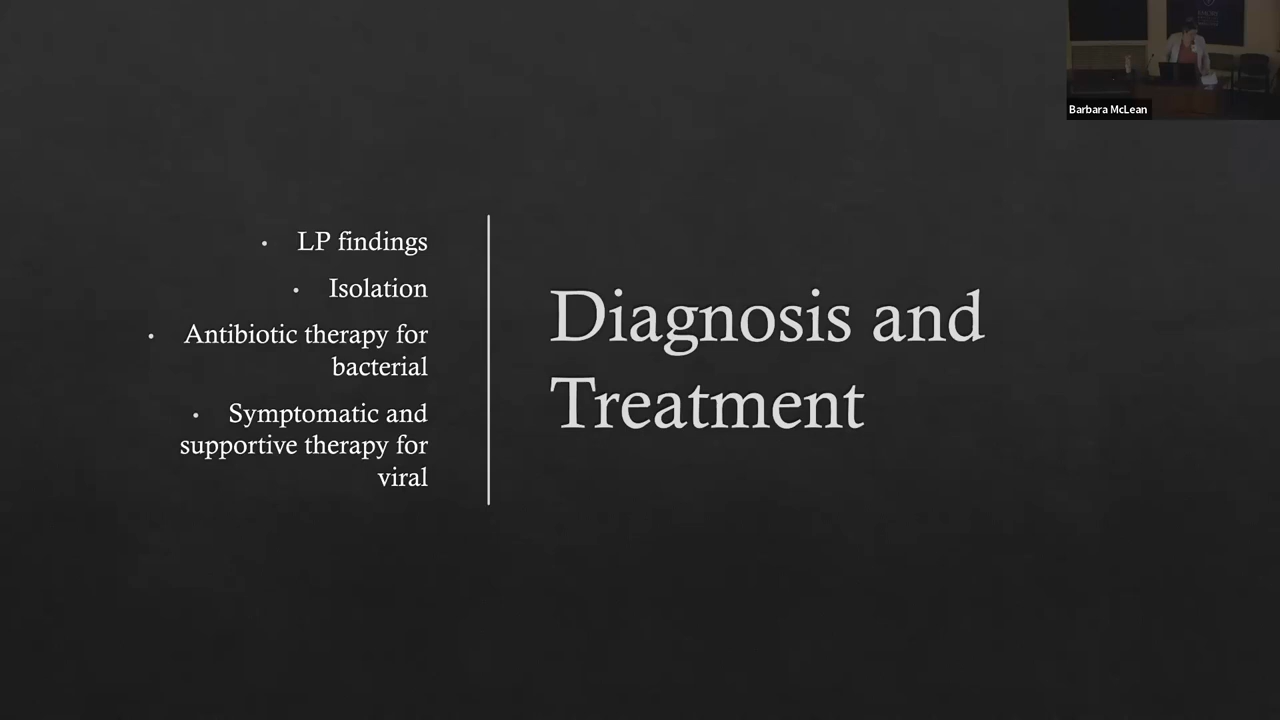 Barbara McLean
• LP findings
• Isolation
• Antibiotic therapy for
bacterial
• Symptomatic and
supportive therapy for
viral
Diagnosis and
Treatment